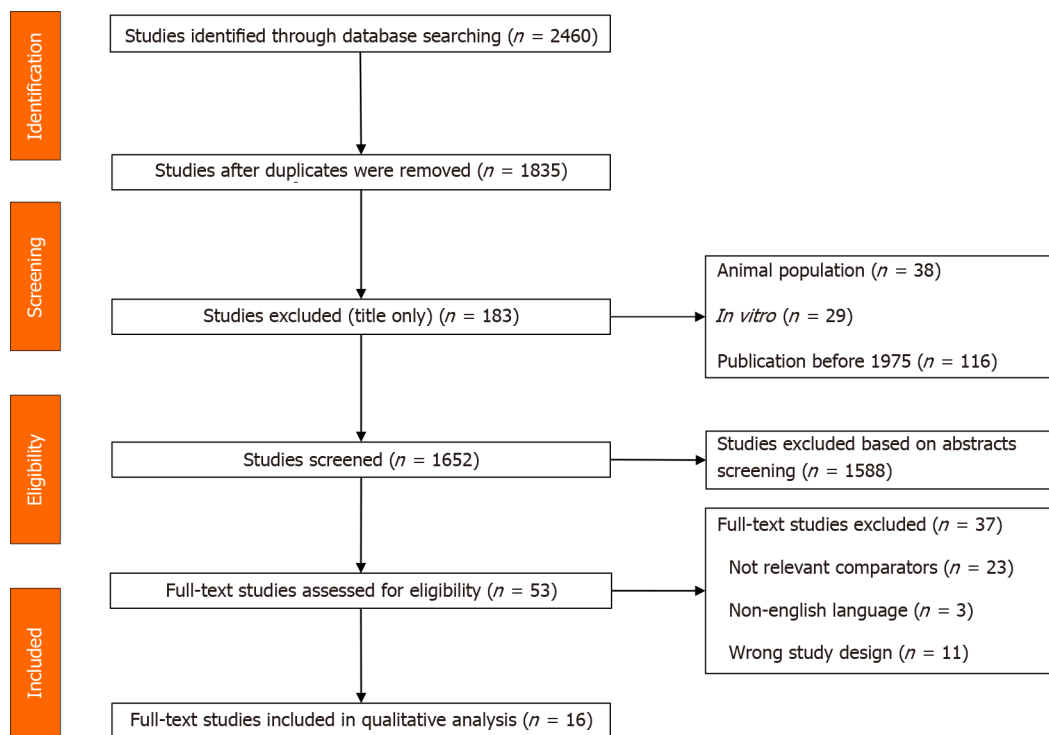 Identification
Studies identified through database searching (n = 2460)
Studies after duplicates were removed (n = 1835)
Screening
Studies excluded (title only) (n = 183)
Animal population (n = 38)
In vitro (n = 29)
Publication before 1975 (n = 116)
Eligibility
Studies screened (n = 1652)
Studies excluded based on abstracts
screening (n = 1588)
Full-text studies assessed for eligibility (n = 53)
Full-text studies excluded (n = 37)
Not relevant comparators (n = 23)
Non-english language (n = 3)
Wrong study design (n = 11)
Included
Full-text studies included in qualitative analysis (n = 16)